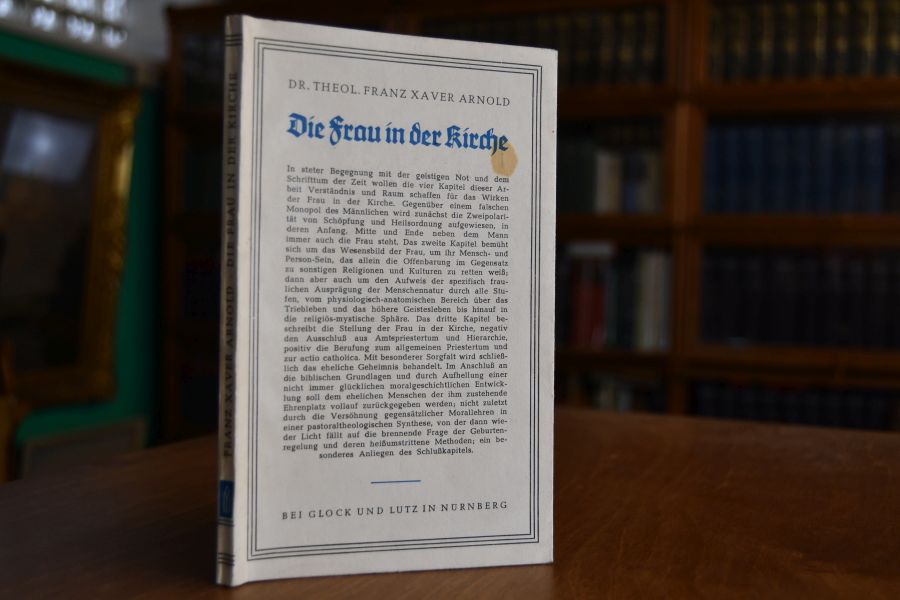 DR. THEOL. FRANZ XAVER ARNOLD
Die Frau in der Kirche
In steter Begegnung mit der geistigen Not und dem
Schrifttum der Zeit wollen die vier Kapitel dieser Ar-
beit Verständnis und Raum schaffen für das Wirken
der Frau in der Kirche. Gegenüber einem falschen
Monopol des Männlichen wird zunächst die Zweipolari-
tät von Schöpfung und Heilsordnung aufgewiesen, in
deren Anfang, Mitte und Ende neben dem Mann
immer auch die Frau steht. Das zweite Kapitel bemüht
sich um das Wesensbild der Frau, um ihr Mensch- und
Person-Sein, das allein die Offenbarung im Gegensatz
zu sonstigen Religionen und Kulturen zu retten weiß;
dann aber auch um den Aufweis der spezifisch frau-
lichen Ausprägung der Menschennatur durch alle Stu-
fen, vom physiologisch-anatomischen Bereich über das
Triebleben und das höhere Geistesleben bis hinauf in
die religiös-mystische Sphäre. Das dritte Kapitel be-
schreibt die Stellung der Frau in der Kirche, negativ
den Ausschluß aus Amtspriestertum und Hierarchie,
positiv die Berufung zum allgemeinen Priestertum und
zur actio catholica. Mit besonderer Sorgfalt wird schließ-
lich das eheliche Geheimnis behandelt. Im Anschluß an
die biblischen Grundlagen und durch Aufhellung einer
nicht immer glücklichen moralgeschichtlichen Entwick-
lung soll dem ehelichen Menschen der ihm zustehende
Ehrenplatz vollauf zurückgegeben werden; nicht zuletzt
durch die Versöhnung gegensätzlicher Morallehren in
einer pastoraltheologischen Synthese, von der dann wie-
der Licht fällt auf die brennende Frage der Geburten-
regelung und deren heißumstrittene Methoden; ein be-
sonderes Anliegen des Schlußkapitels.
BEI GLOCK UND LUTZ IN NÜRNBERG
FRANZ XAVER ARNOLD DIE FRAU IN DER KIRCHE